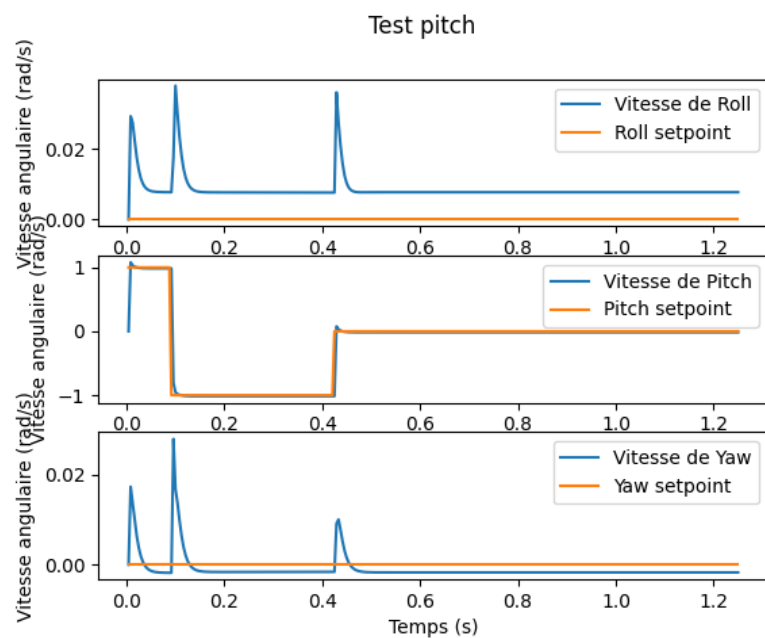 Test pitch
Vitesse angulaire (rad/s)
0.02
0.00
Vitesse de Roll
Roll setpoint
0.0 0.2 0.4 0.6 0.8 1.0 1.2
Vitesse angulaire (rad/s)
1
0
−1
Vitesse de Pitch
Pitch setpoint
0.0 0.2 0.4 0.6 0.8 1.0 1.2
Vitesse angulaire (rad/s)
0.02
0.00
Vitesse de Yaw
Yaw setpoint
0.0 0.2 0.4 0.6 0.8 1.0 1.2
Temps (s)